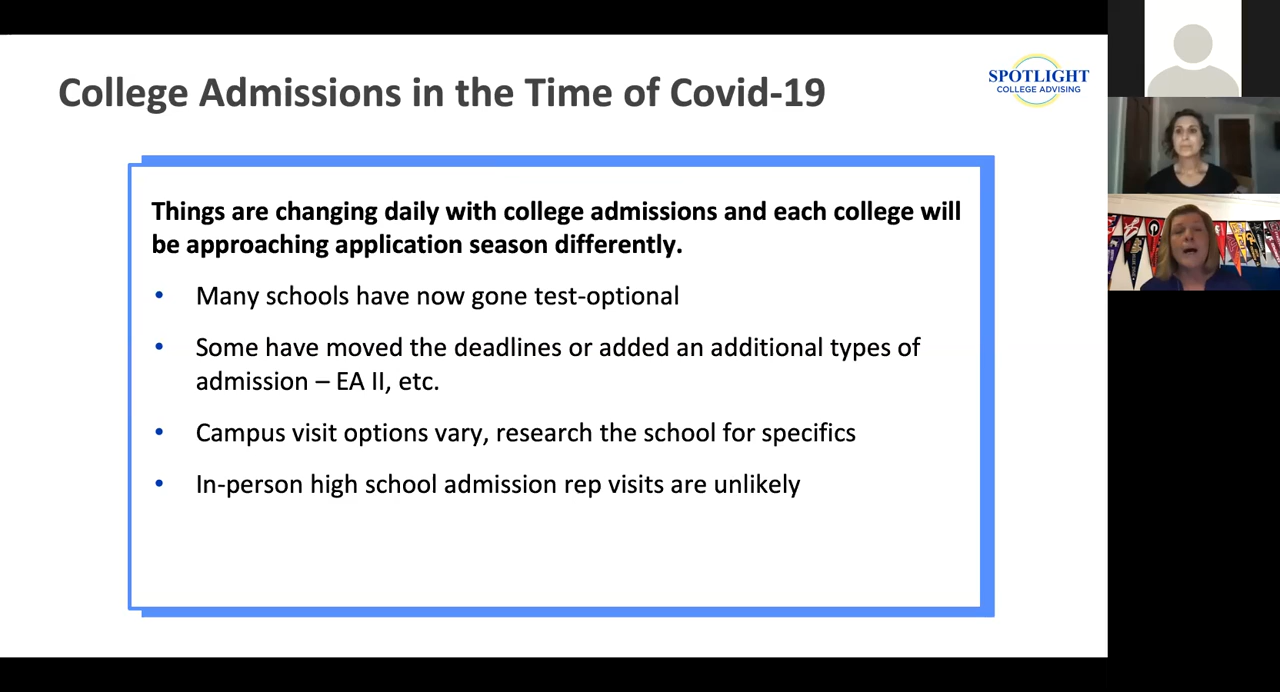 College Admissions in the Time of Covid-19
SPOTLIGHT
COLLEGE ADVISING
Things are changing daily with college admissions and each college will
be approaching application season differently.
• Many schools have now gone test-optional
• Some have moved the deadlines or added an additional types of
admission – EA II, etc.
• Campus visit options vary, research the school for specifics
• In-person high school admission rep visits are unlikely